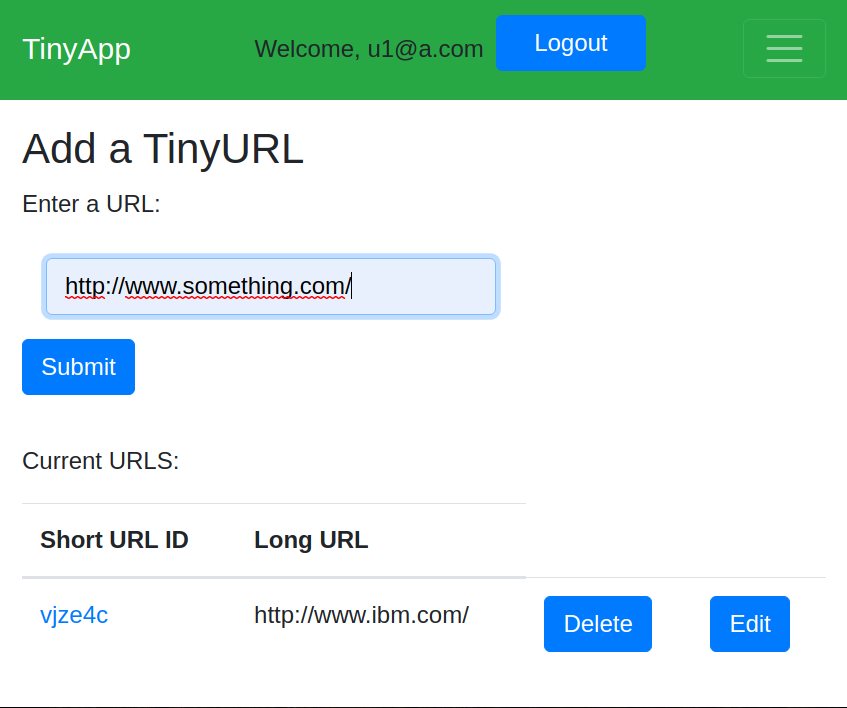 TinyApp Welcome, u1@a.com Logout
Add a TinyURL
Enter a URL:
http://www.something.com/
Submit
Current URLS:
Short URL ID Long URL
vjze4c http://www.ibm.com/ Delete Edit